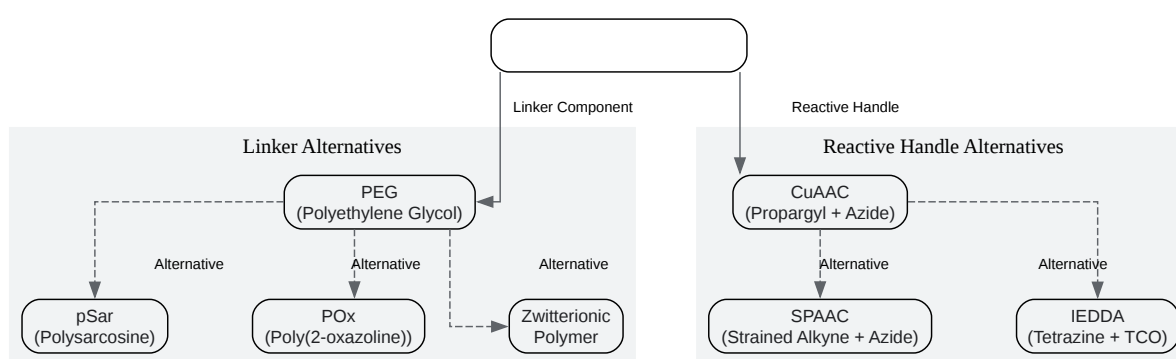 Linker Component
Reactive Handle
Linker Alternatives
Reactive Handle Alternatives
PEG
(Polyethylene Glycol)
CuAAC
(Propargyl + Azide)
Alternative
Alternative
Alternative
Alternative
Alternative
pSar
(Polysarcosine)
POx
(Poly(2-oxazoline))
Zwitterionic
Polymer
SPAAC
(Strained Alkyne + Azide)
IEDDA
(Tetrazine + TCO)